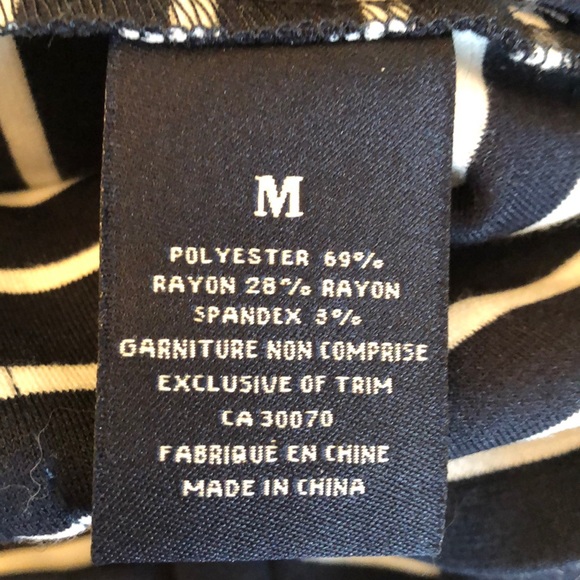 M
POLYESTER 69%
RAYON 28% RAYON
SPANDEX 3%
GARNITURE NON COMPRISE
EXCLUSIVE OF TRIM
CA 30070
FABRIQUÉ EN CHINE
MADE IN CHINA